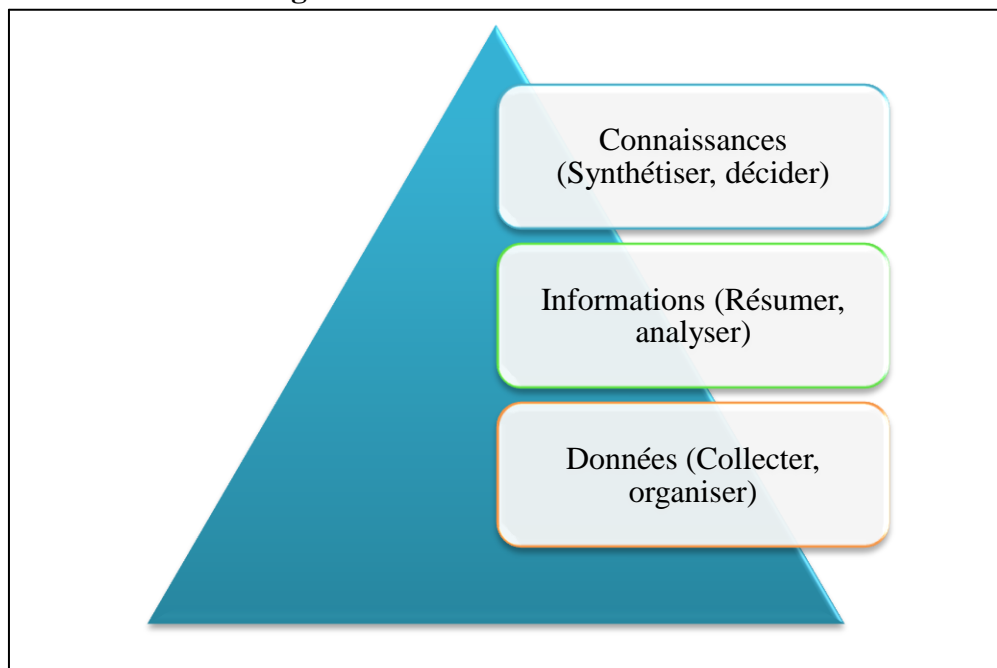 Connaissances
(Synthétiser, décider)
Informations (Résumer,
analyser)
Données (Collecter,
organiser)